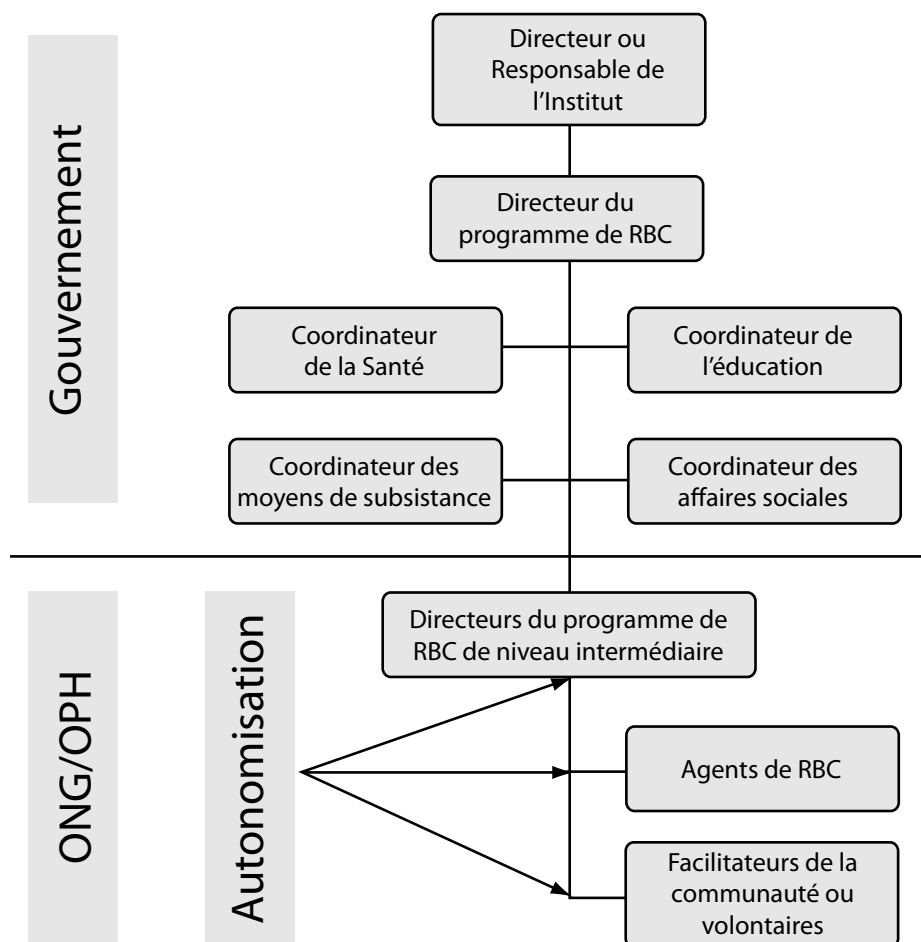 Gouvernement
Directeur ou
Responsable de
l'Institut
Directeur du
programme de RBC
Coordinateur
de la Santé
Coordinateur de
l'éducation
Coordinateur des
moyens de subsistance
Coordinateur des
affaires sociales
ONG/OPH
Autonomisation
Directeurs du programme de
RBC de niveau intermédiaire
Agents de RBC
Facilitateurs de la
communauté ou
volontaires